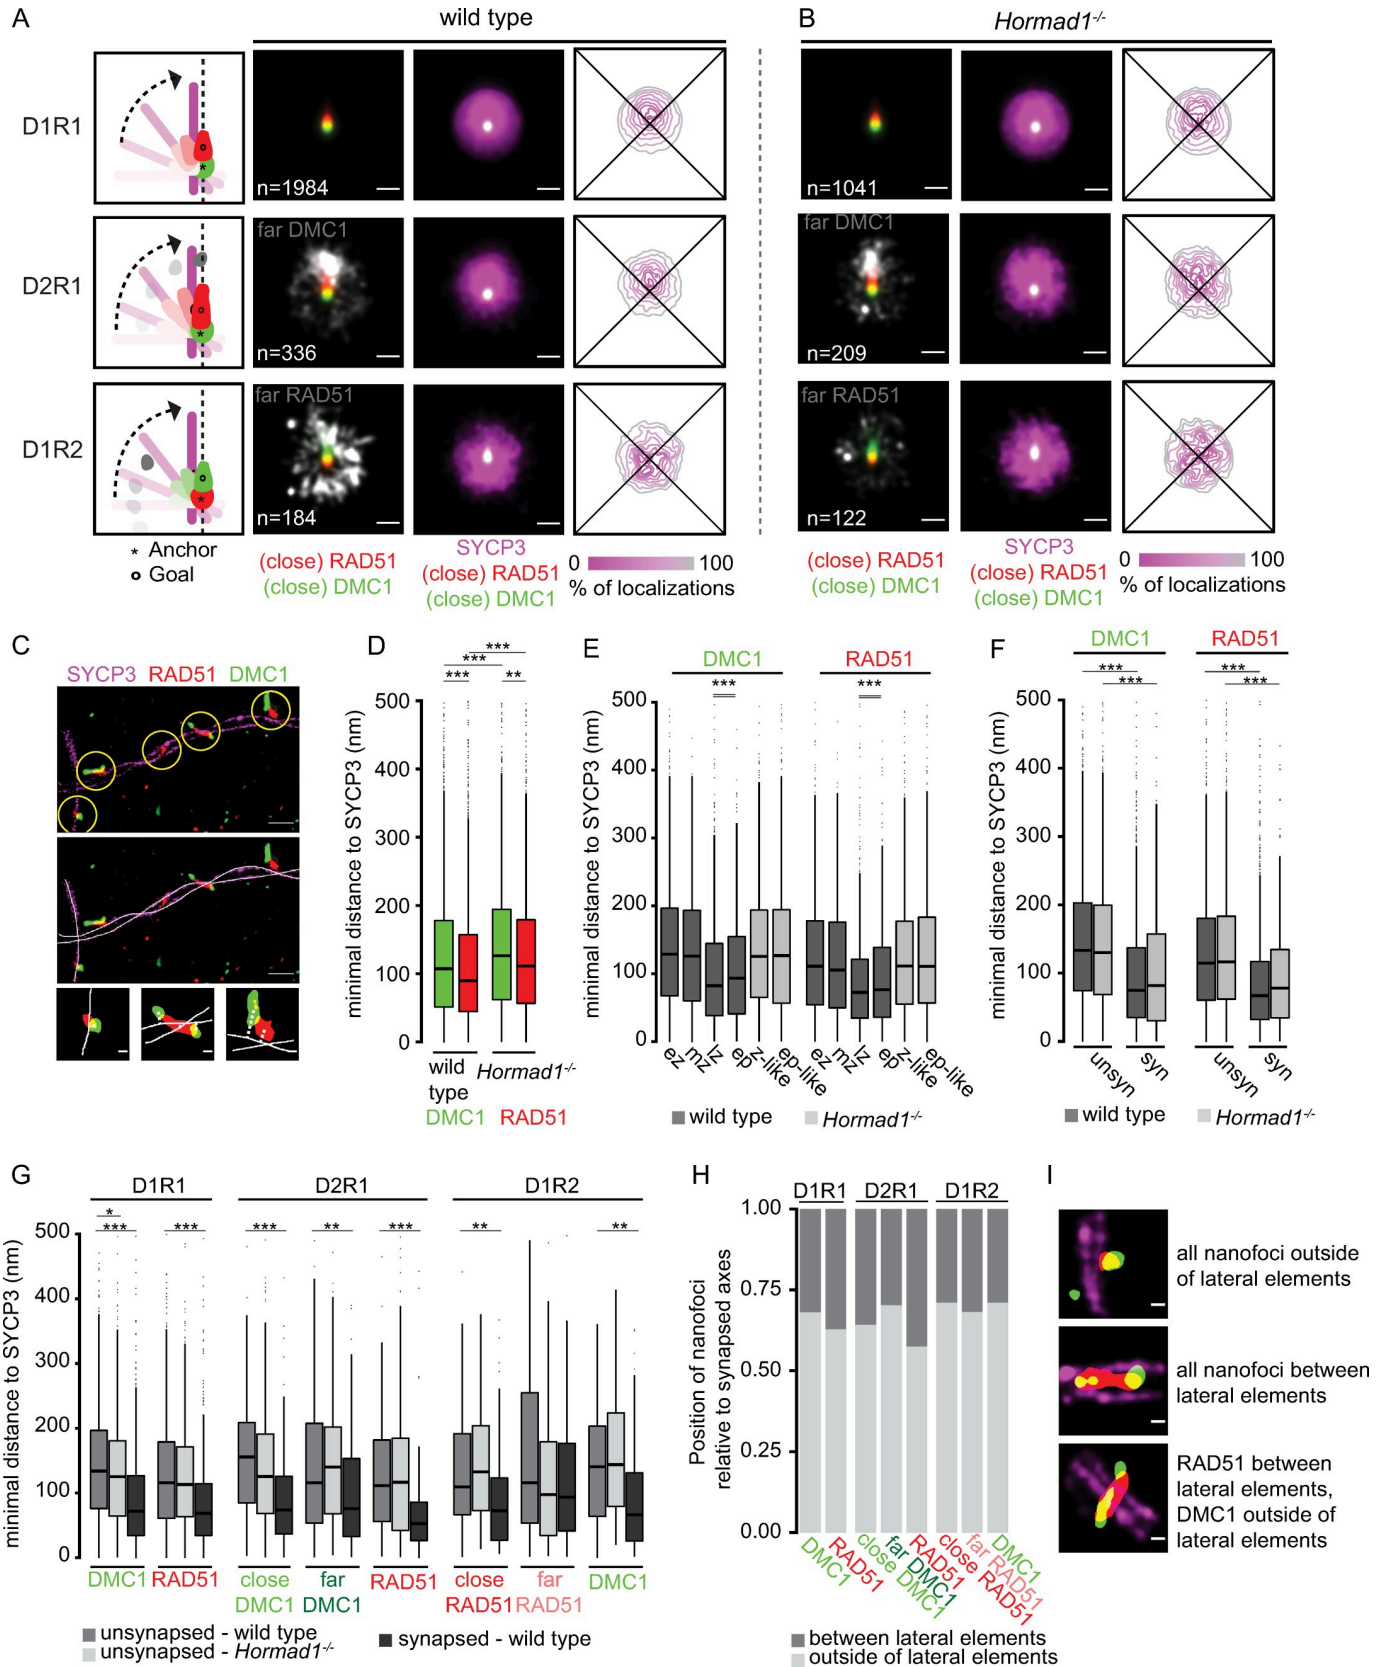 A
wild type
B
Hormad1-/-
D1R1
n=1984
n=1041
D2R1
far DMC1
n=336
far DMC1
n=209
D1R2
far RAD51
n=184
far RAD51
n=122
* Anchor
o Goal
(close) RAD51
(close) DMC1
SYCP3
(close) RAD51
(close) DMC1
0 100
% of localizations
(close) RAD51
(close) DMC1
SYCP3
(close) RAD51
(close) DMC1
0 100
% of localizations
C
SYCP3 RAD51 DMC1
D
minimal distance to SYCP3 (nm)
500
400
300
200
100
0
***
***
***
**
wild type
Hormad1-/-
DMC1 RAD51
E
DMC1 RAD51
*** ***
minimal distance to SYCP3 (nm)
500
400
300
200
100
0
ez mz lz ep z-like ep-like ez mz lz ep z-like ep-like
wild type Hormad1-/-
F
DMC1 RAD51
*** ***
*** ***
minimal distance to SYCP3 (nm)
500
400
300
200
100
0
unsyn syn unsyn syn
wild type Hormad1-/-
G
D1R1 D2R1 D1R2
*
*** *** *** ** *** ** **
minimal distance to SYCP3 (nm)
500
400
300
200
100
0
DMC1 RAD51 close DMC1 far DMC1 RAD51 close RAD51 far RAD51 DMC1
unsynapsed - wild type
unsynapsed - Hormad1-/-
synapsed - wild type
H
D1R1 D2R1 D1R2
Position of nanofoci
relative to synapsed axes
1.00
0.75
0.50
0.25
0.00
DMC1 RAD51 close DMC1 far DMC1 RAD51 close RAD51 far RAD51 DMC1
between lateral elements
outside of lateral elements
I
all nanofoci outside
of lateral elements
all nanofoci between
lateral elements
RAD51 between
lateral elements,
DMC1 outside of
lateral elements